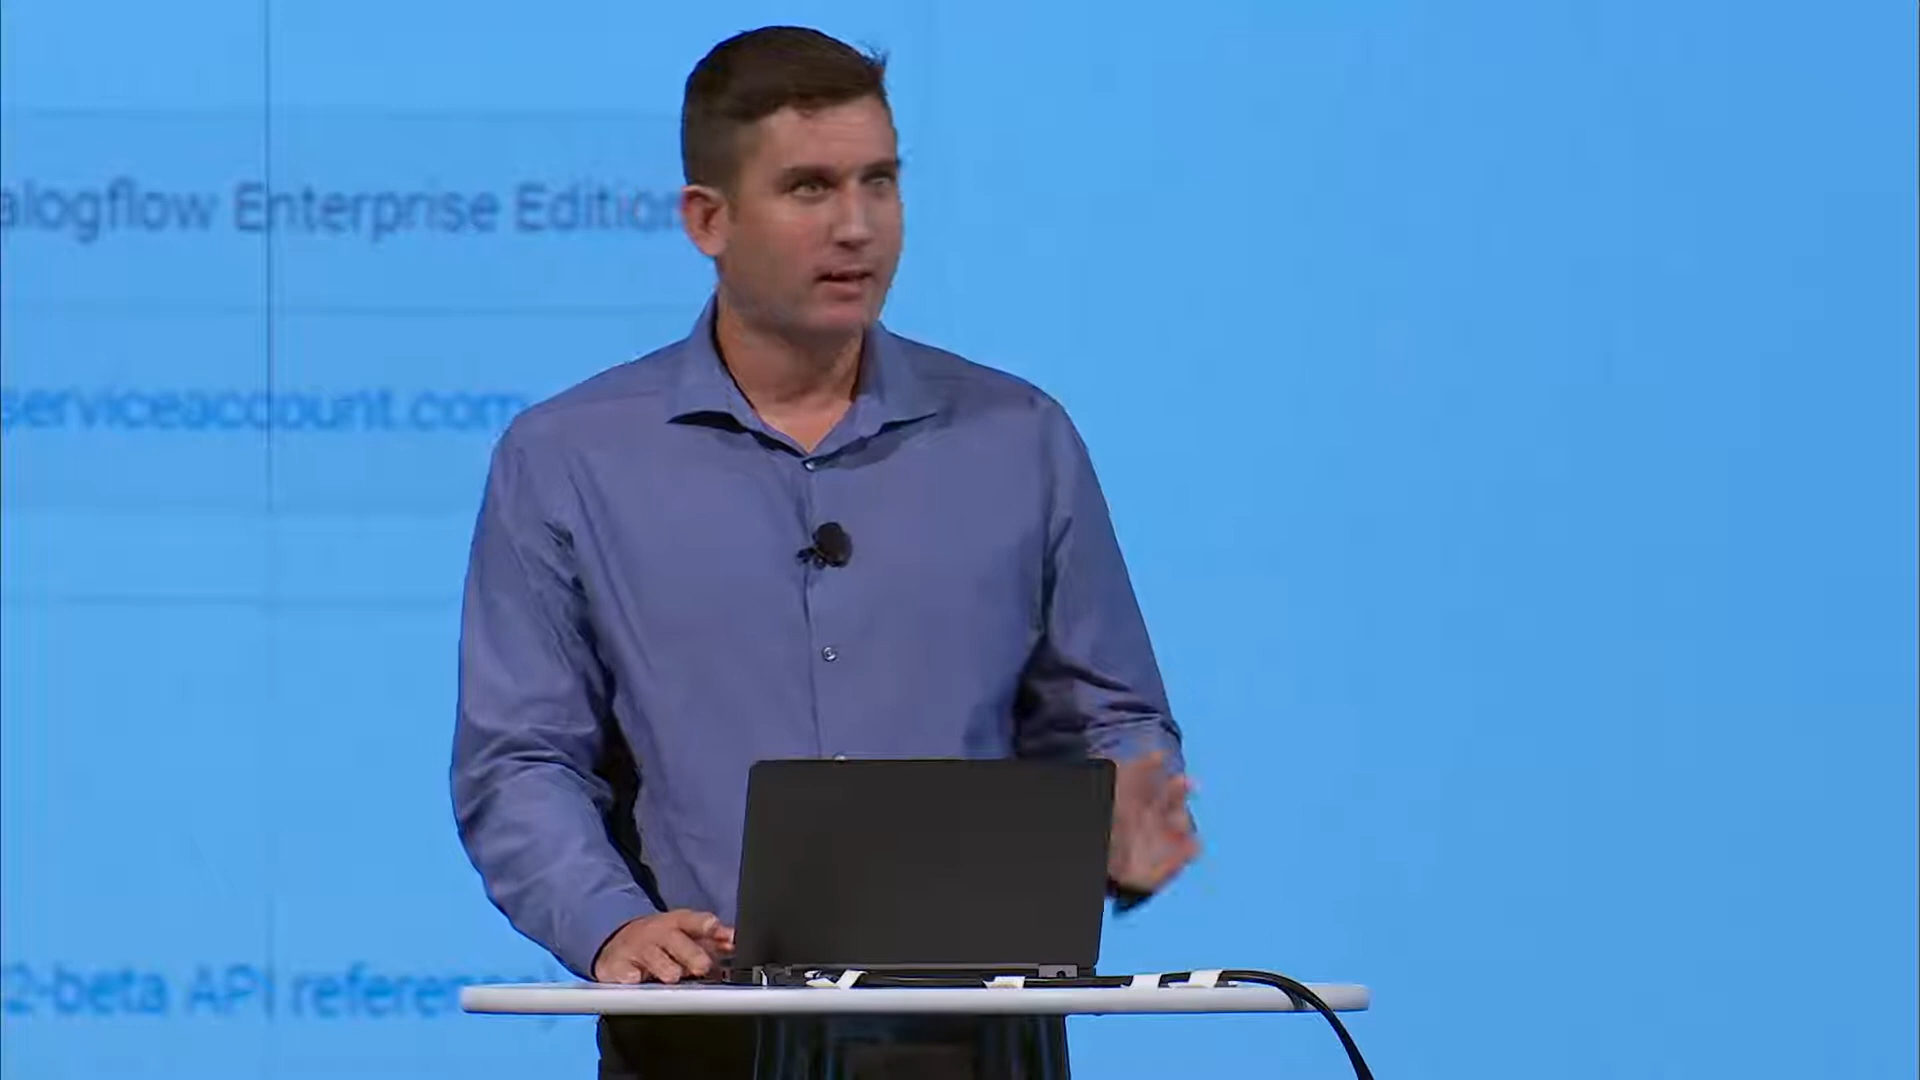 alogflow Enterprise Edition
serviceaccount.com
2-beta API referen